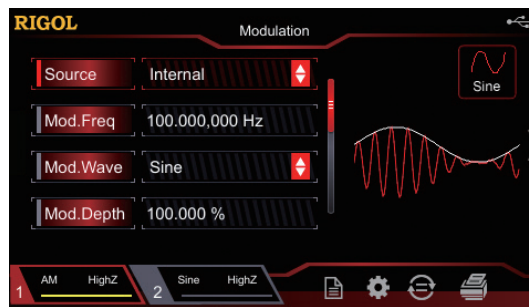 RIGOL
Modulation
Source Internal
Sine
Mod.Freq 100.000,000 Hz
Mod.Wave Sine
Mod.Depth 100.000 %
1 AM HighZ 2 Sine HighZ